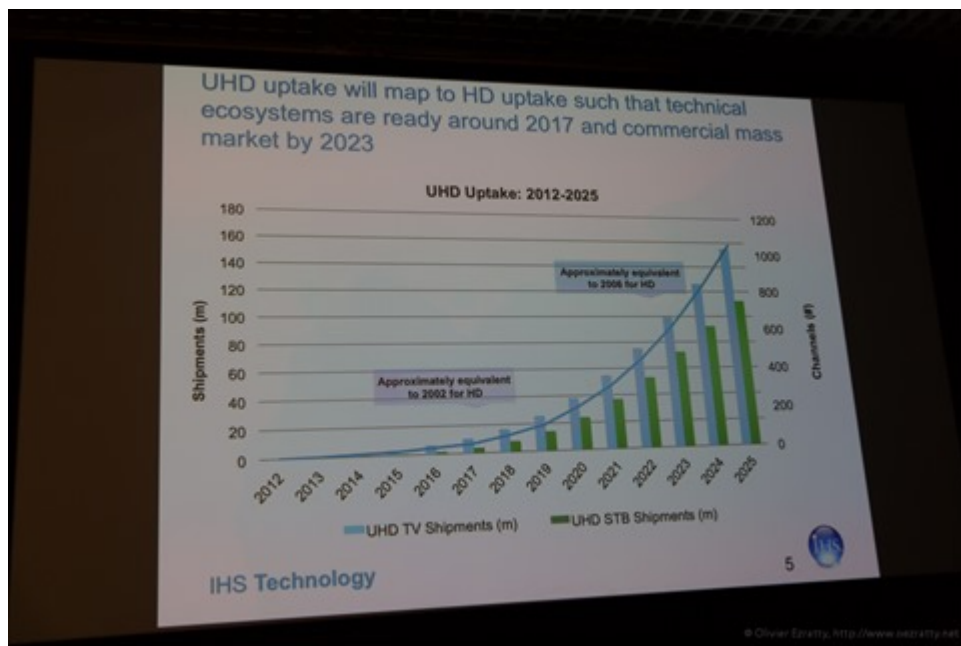 UHD uptake will map to HD uptake such that technical
ecosystems are ready around 2017 and commercial mass
market by 2023
UHD Uptake: 2012-2025
180
160
140
120
100
80
60
40
20
0
Shipments (m)
1200
1000
800
600
400
200
0
Channels (#)
Approximately equivalent
to 2006 for HD
Approximately equivalent
to 2002 for HD
2012 2013 2014 2015 2016 2017 2018 2019 2020 2021 2022 2023 2024 2025
UHD TV Shipments (m) UHD STB Shipments (m)
IHS Technology
5
IHS
© Olivier Ezratty, http://www.oezratty.net